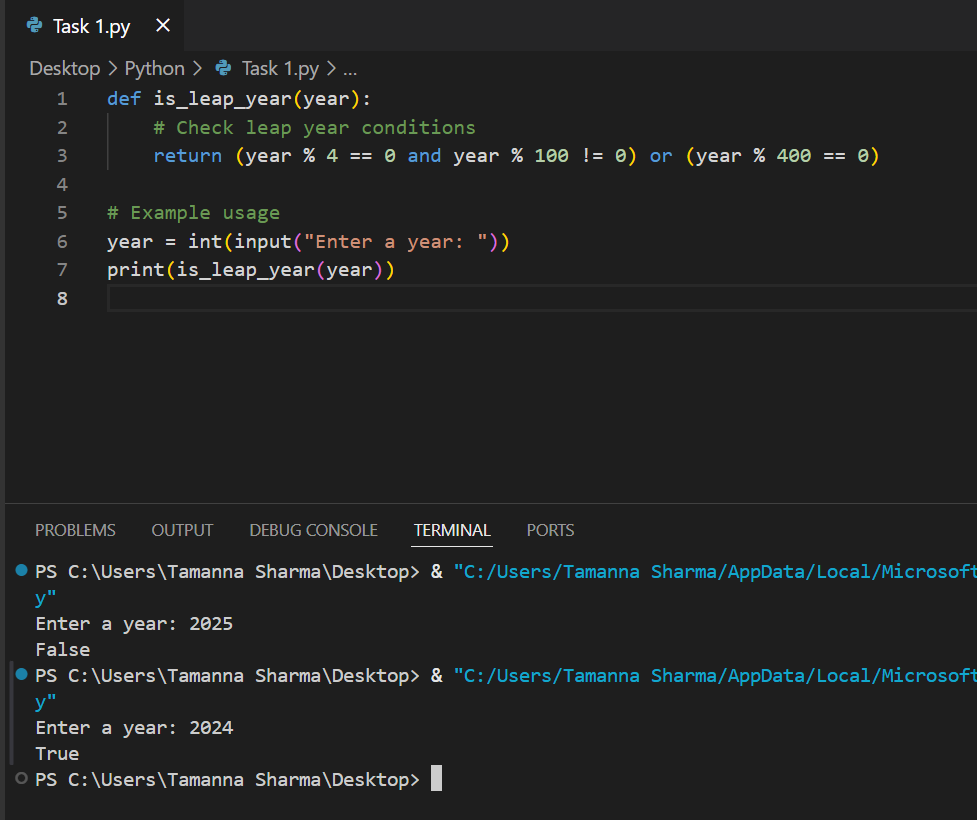 Task 1.py
Desktop > Python > Task 1.py > ...
1 def is_leap_year(year):
2 # Check leap year conditions
3 return (year % 4 == 0 and year % 100 != 0) or (year % 400 == 0)
4
5 # Example usage
6 year = int(input("Enter a year: "))
7 print(is_leap_year(year))
8
PROBLEMS OUTPUT DEBUG CONSOLE TERMINAL PORTS
PS C:\Users\Tamanna Sharma\Desktop> & "C:/Users/Tamanna Sharma/AppData/Local/Microsoft
y"
Enter a year: 2025
False
PS C:\Users\Tamanna Sharma\Desktop> & "C:/Users/Tamanna Sharma/AppData/Local/Microsoft
y"
Enter a year: 2024
True
PS C:\Users\Tamanna Sharma\Desktop>